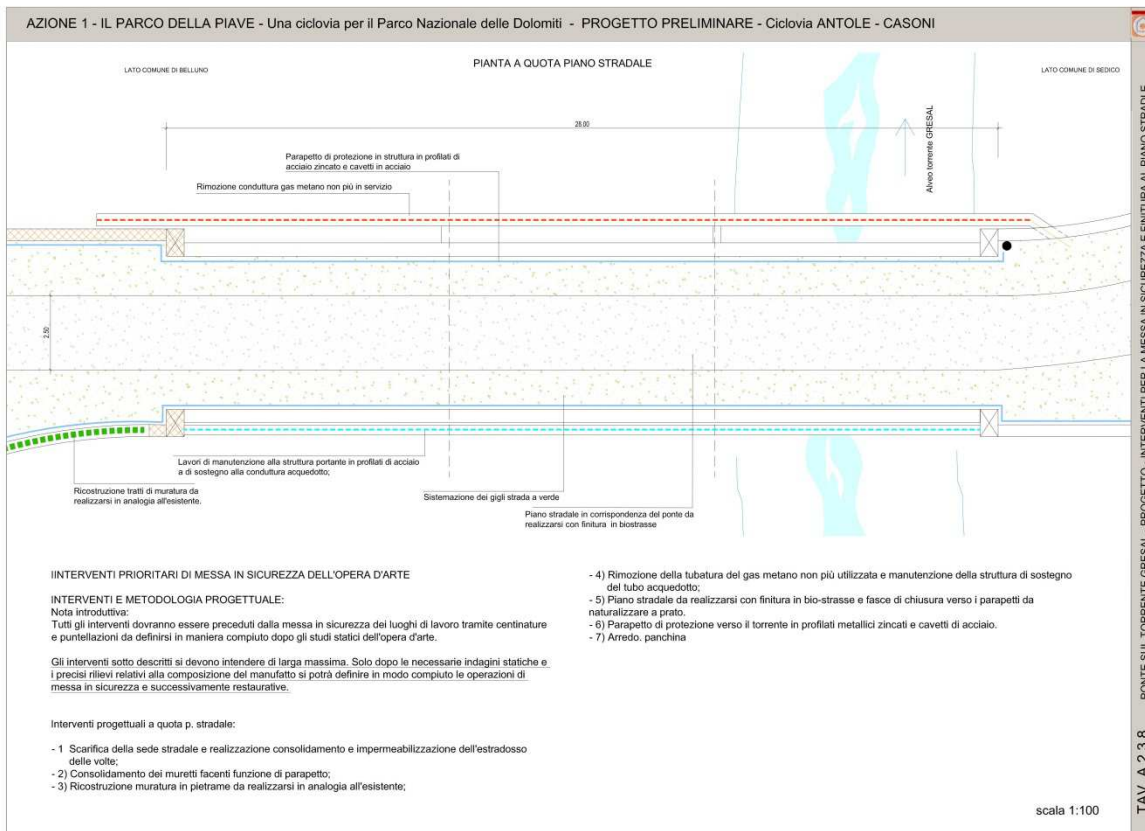 AZIONE 1 - IL PARCO DELLA PIAVE - Una ciclovia per il Parco Nazionale delle Dolomiti - PROGETTO PRELIMINARE - Ciclovia ANTOLE - CASONI
PIANTA A QUOTA PIANO STRADALE
LATO COMUNE DI BELLUNO
LATO COMUNE DI SEDICO
28.00
Alveo torrente GRESAL
Parapetto di protezione in struttura in profilati di
acciaio zincato e cavetti in acciaio
Rimozione conduttura gas metano non più in servizio
2.50
Lavori di manutenzione alla struttura portante in profilati di acciaio
a di sostegno alla conduttura acquedotto;
Ricostruzione tratti di muratura da
realizzarsi in analogia all'esistente.
Sistemazione dei gigli strada a verde
Piano stradale in corrispondenza del ponte da
realizzarsi con finitura in biostrasse
IINTERVENTI PRIORITARI DI MESSA IN SICUREZZA DELL'OPERA D'ARTE
INTERVENTI E METODOLOGIA PROGETTUALE:
Nota introduttiva:
Tutti gli interventi dovranno essere preceduti dalla messa in sicurezza dei luoghi di lavoro tramite centinature
e puntellazioni da definirsi in maniera compiuto dopo gli studi statici dell'opera d'arte.
Gli interventi sotto descritti si devono intendere di larga massima. Solo dopo le necessarie indagini statiche e
i precisi rilievi relativi alla composizione del manufatto si potrà definire in modo compiuto le operazioni di
messa in sicurezza e successivamente restaurative.
Interventi progettuali a quota p. stradale:
- 1 Scarifica della sede stradale e realizzazione consolidamento e impermeabilizzazione dell'estradosso
delle volte;
- 2) Consolidamento dei muretti facenti funzione di parapetto;
- 3) Ricostruzione muratura in pietrame da realizzarsi in analogia all'esistente;
- 4) Rimozione della tubatura del gas metano non più utilizzata e manutenzione della struttura di sostegno
del tubo acquedotto;
- 5) Piano stradale da realizzarsi con finitura in bio-strasse e fasce di chiusura verso i parapetti da
naturalizzare a prato.
- 6) Parapetto di protezione verso il torrente in profilati metallici zincati e cavetti di acciaio.
- 7) Arredo. panchina
scala 1:100
TAV. A.2.3.8 PONTE SUL TORRENTE GRESAL - PROGETTO - INTERVENTI PER LA MESSA IN SICUREZZA E FINITURA AL PIANO STRADLE